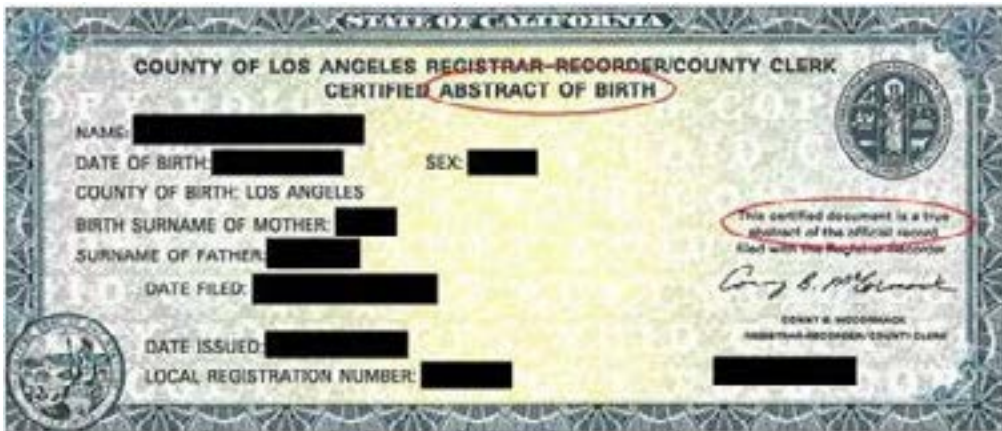 STATE OF CALIFORNIA
COUNTY OF LOS ANGELES REGISTRAR-RECORDER/COUNTY CLERK
CERTIFIED ABSTRACT OF BIRTH
NAME:
DATE OF BIRTH: SEX:
COUNTY OF BIRTH: LOS ANGELES
BIRTH SURNAME OF MOTHER:
SURNAME OF FATHER:
DATE FILED:
DATE ISSUED:
LOCAL REGISTRATION NUMBER:
This certified document is a true
abstract of the official record
filed with the Registrar-Recorder
Conny B. McCormack
CONNY B. MCCORMACK
REGISTRAR-RECORDER/COUNTY CLERK